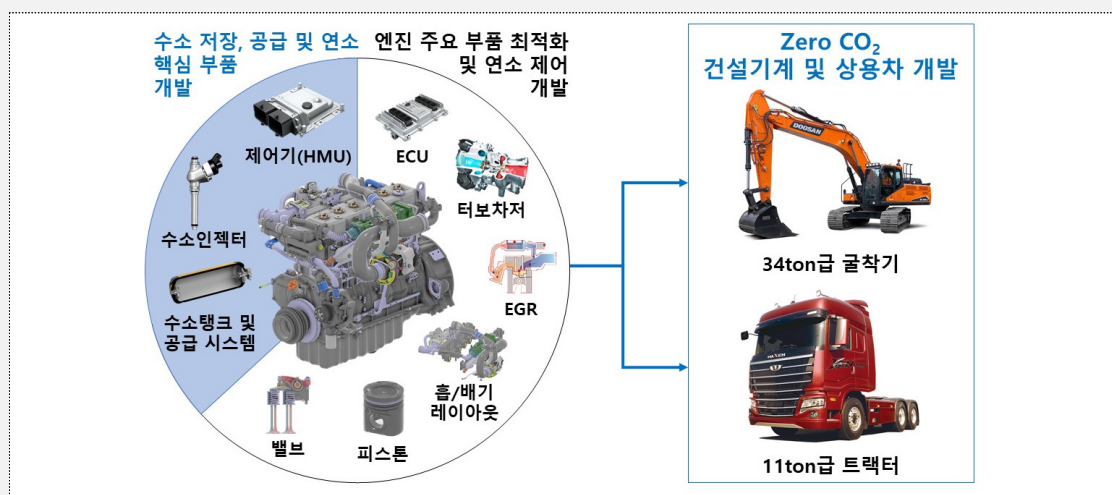 수소 저장, 공급 및 연소
핵심 부품
개발
엔진 주요 부품 최적화
및 연소 제어
개발
제어기(HMU)
ECU
수소인젝터
터보차저
수소탱크 및
공급 시스템
EGR
흡/배기
레이아웃
밸브
피스톤
Zero CO₂
건설기계 및 상용차 개발
DOOSAN
34ton급 굴착기
MAXEN
11ton급 트랙터